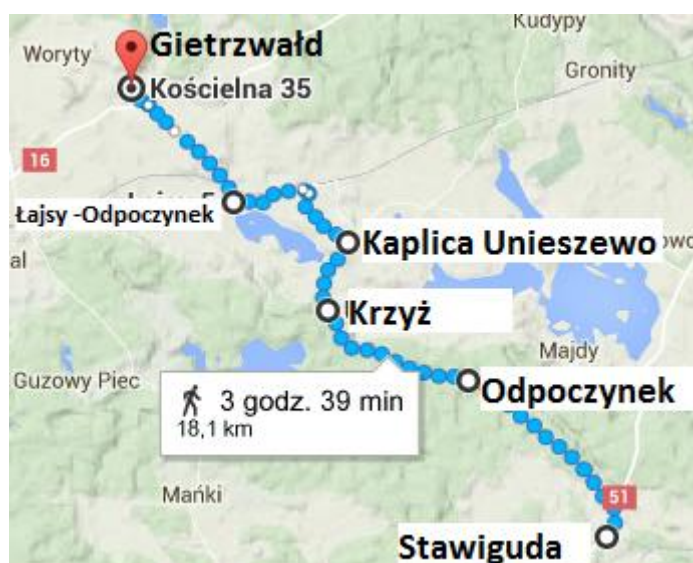 Kudypy
Gietrzwałd
Woryty
Gronity
Kościelna 35
16
Łajsy -Odpoczynek
Kaplica Unieszewo
Krzyż
Majdy
Guzowy Piec
Odpoczynek
3 godz. 39 min
18,1 km
Mańki
51
Stawiguda